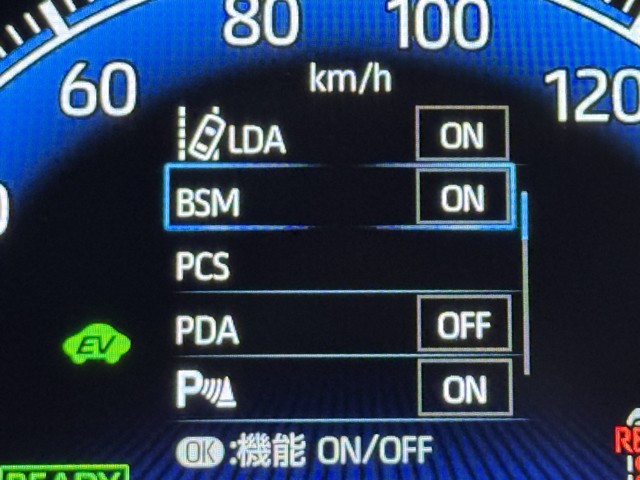 80 100
60 120
km/h
LDA ON
BSM ON
PCS
PDA OFF
EV
P ON
OK :機能 ON/OFF
READY